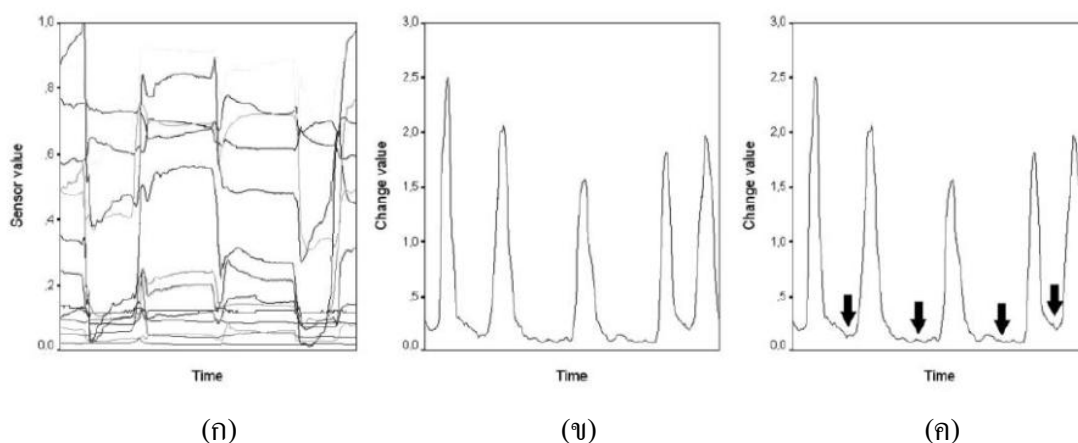 1,0
,8
,6
,4
,2
0,0
Sensor value
Time
(ก)
3,0
2,5
2,0
1,5
1,0
,5
0,0
Change value
Time
(ข)
3,0
2,5
2,0
1,5
1,0
,5
0,0
Change value
Time
(ค)